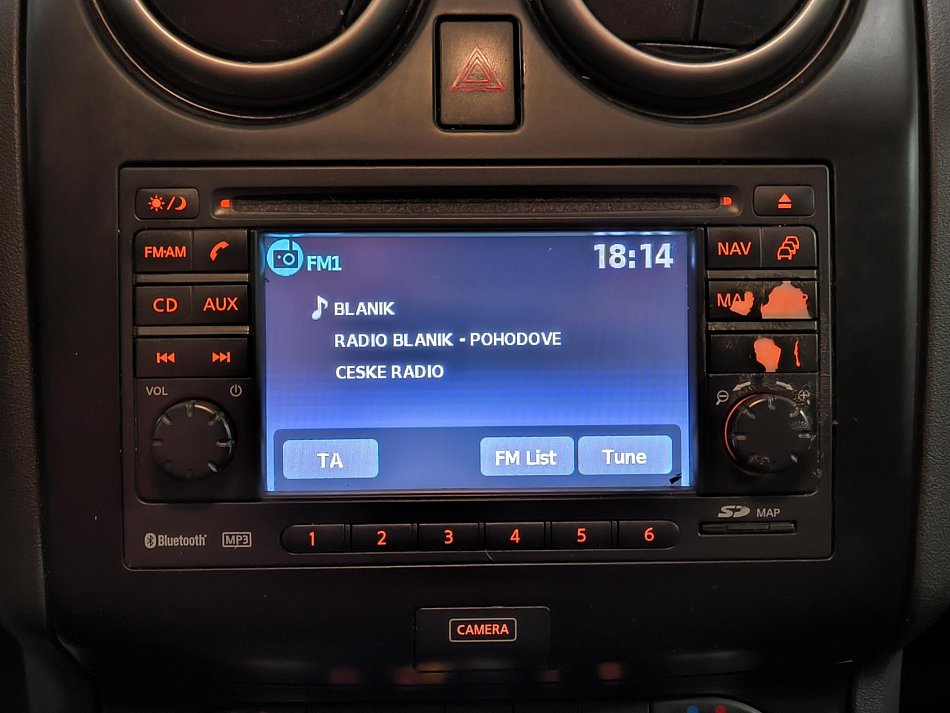 FM·AM
NAV
FM1
18:14
CD AUX
BLANIK
RADIO BLANIK - POHODOVE
CESKE RADIO
VOL
TA
FM List
Tune
SD MAP
Bluetooth®
MP3
1 2 3 4 5 6
CAMERA